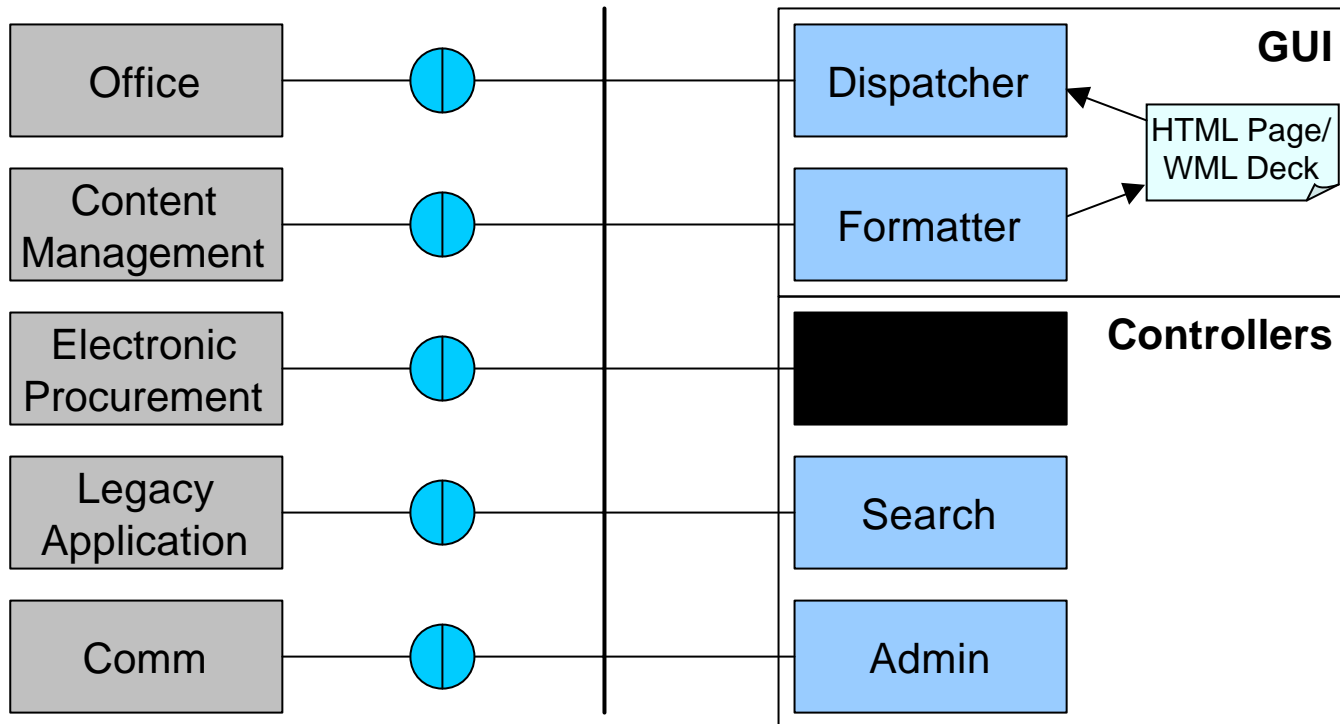 Office
Dispatcher
GUI
HTML Page/
WML Deck
Content
Management
Formatter
Electronic
Procurement
Controllers
Legacy
Application
Search
Comm
Admin